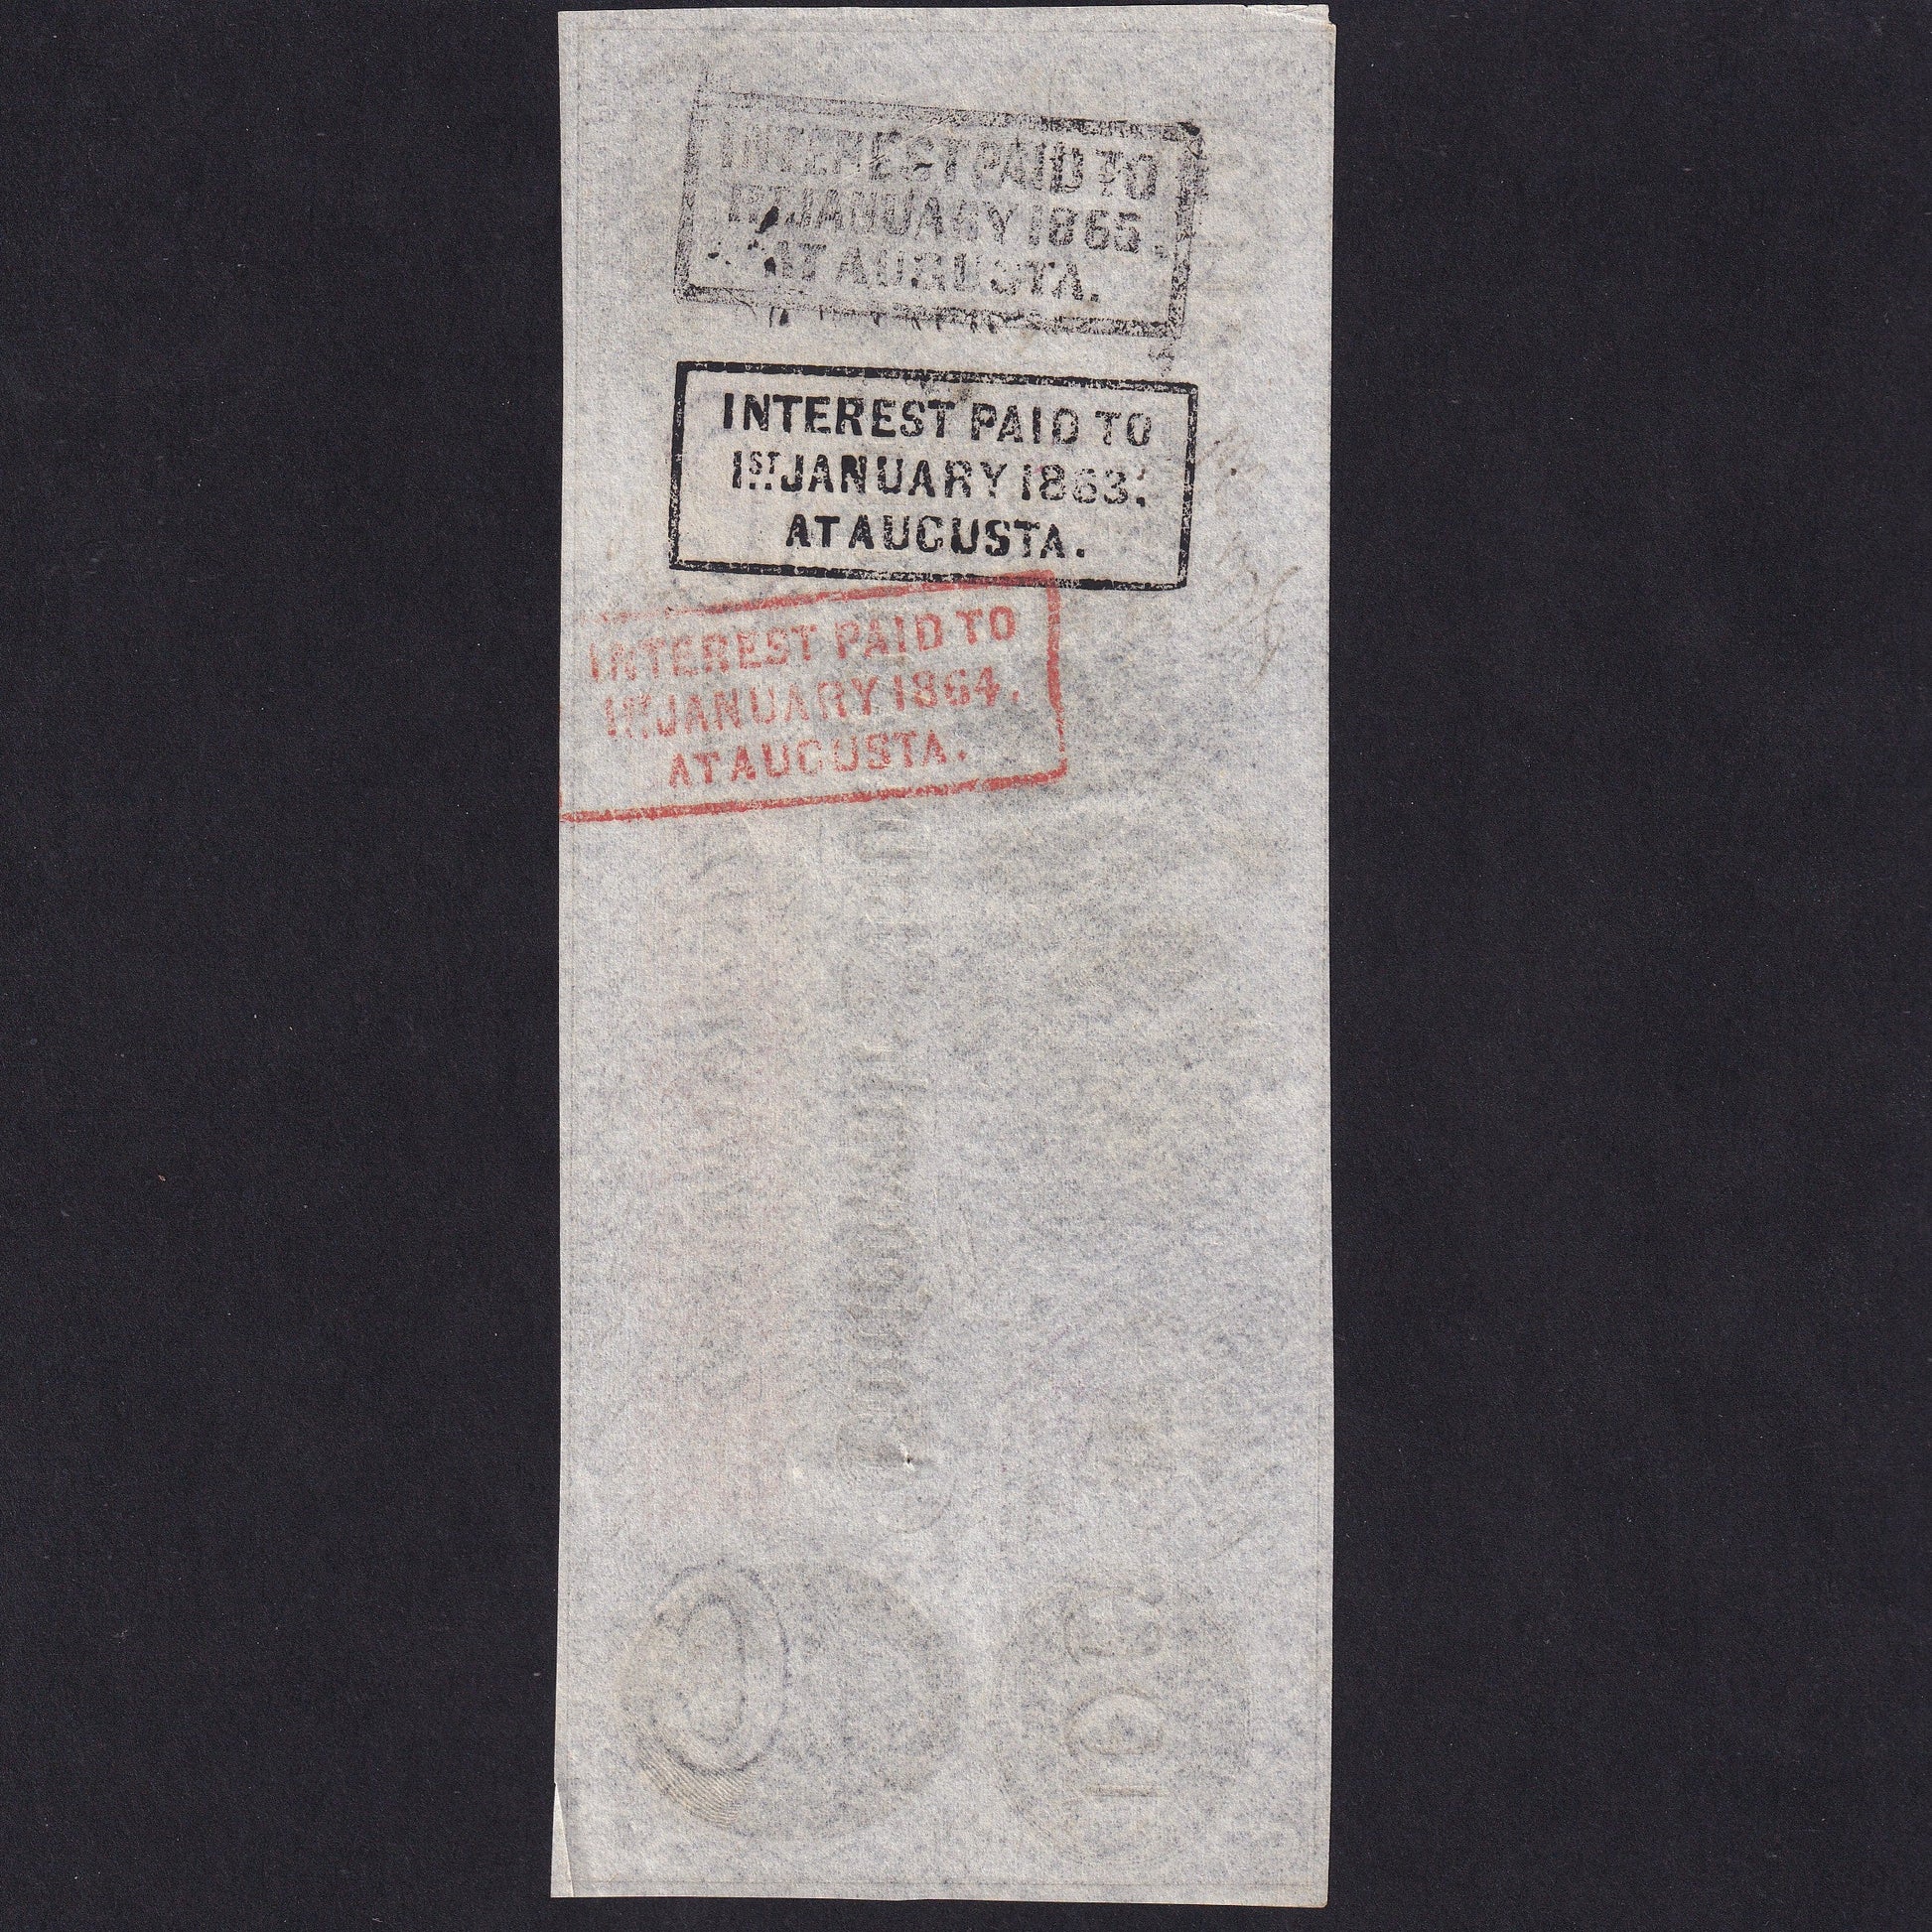 INTEREST PAID TO
1ST JANUARY 1865.
AT AUGUSTA.
INTEREST PAID TO
1ST JANUARY 1863.
AT AUGUSTA.
INTEREST PAID TO
1ST JANUARY 1864.
AT AUGUSTA.